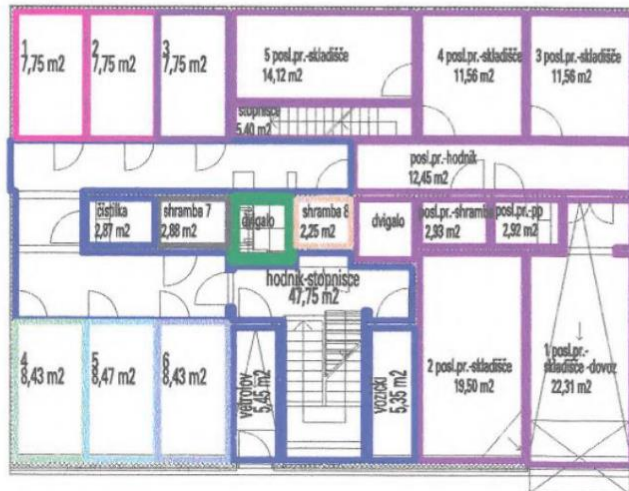 1
7,75 m2
2
7,75 m2
3
7,75 m2
5 posl.pr.-skladišče
14,12 m2
4 posl.pr.-skladišče
11,56 m2
3 posl.pr.-skladišče
11,56 m2
stopnišče
5.40 m2
posl.pr.-hodnik
12,45 m2
čistilka
2,87 m2
shramba 7
2,88 m2
dvigalo
shramba 8
2,25 m2
dvigalo
posl.pr.-shramba
2,93 m2
posl.pr.-pp
2,92 m2
hodnik-stopnisce
47,75 m2
4
8,43 m2
5
8,47 m2
6
8,43 m2
vetrolov
5,45 m2
vozicki
5,35 m2
2 posl.pr.-skladišče
19,50 m2
1 posl.pr.-
skladišče -dovoz
22,31 m2